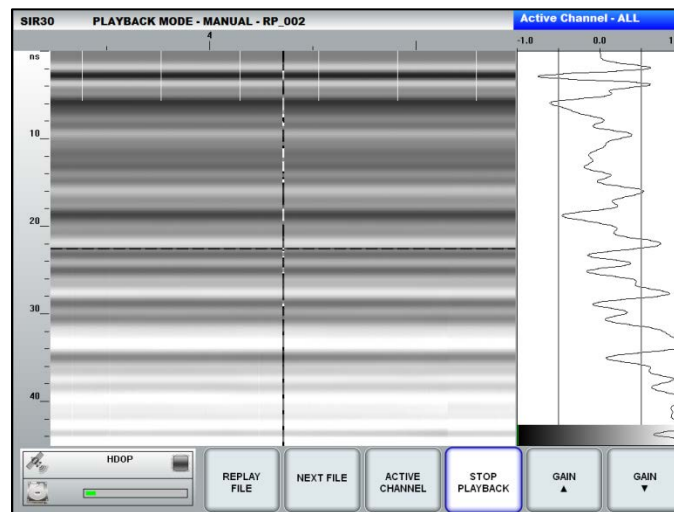 SIR30 PLAYBACK MODE - MANUAL - RP_002 Active Channel - ALL
4 -1.0 0.0 1
ns
10
20
30
40
HDOP
REPLAY FILE
NEXT FILE
ACTIVE CHANNEL
STOP PLAYBACK
GAIN ▲
GAIN ▼